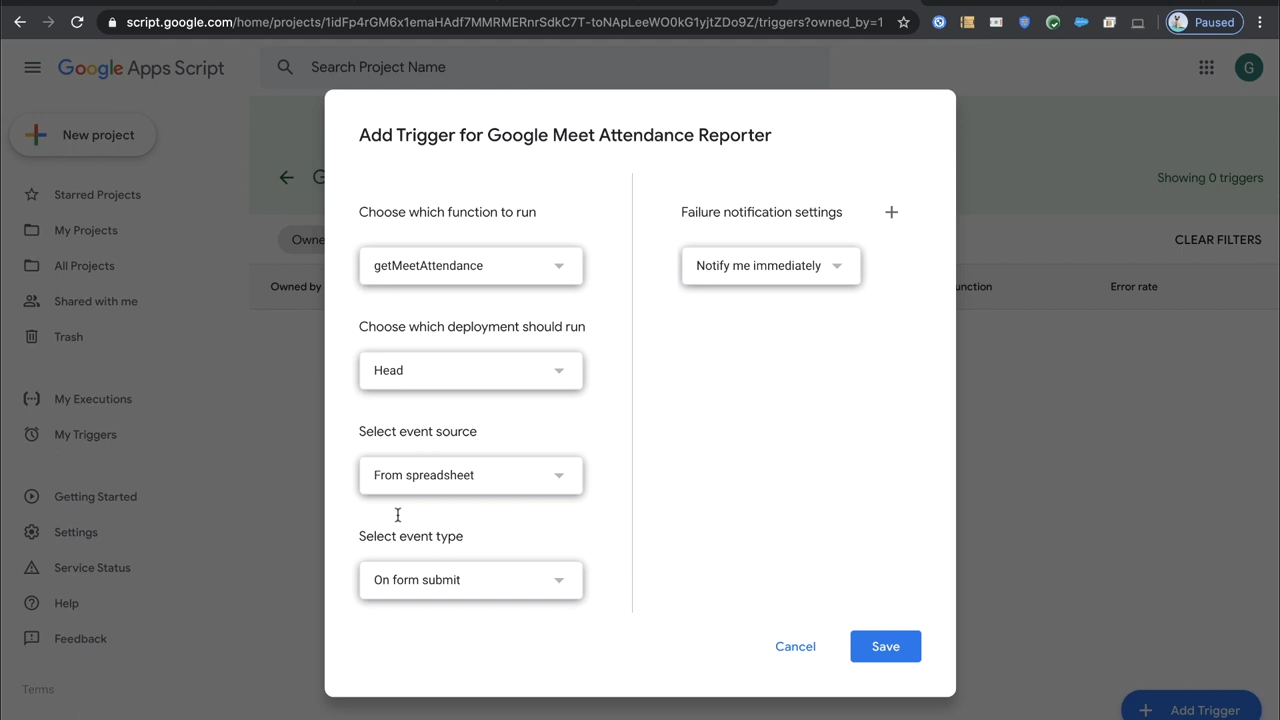 script.google.com/home/projects/1idFp4rGM6x1emaHAdf7MMRMERnrSdkC7T-toNApLeeWO0kG1yjtZDo9Z/triggers?owned_by=1
Paused
Google Apps Script
Search Project Name
G
New project
Starred Projects
My Projects
All Projects
Shared with me
Trash
My Executions
My Triggers
Getting Started
Settings
Service Status
Help
Feedback
Terms
G
Showing 0 triggers
Owne
CLEAR FILTERS
Owned by
unction
Error rate
Add Trigger for Google Meet Attendance Reporter
Choose which function to run
getMeetAttendance
Choose which deployment should run
Head
Select event source
From spreadsheet
Select event type
On form submit
Failure notification settings
Notify me immediately
Cancel
Save
Add Trigger